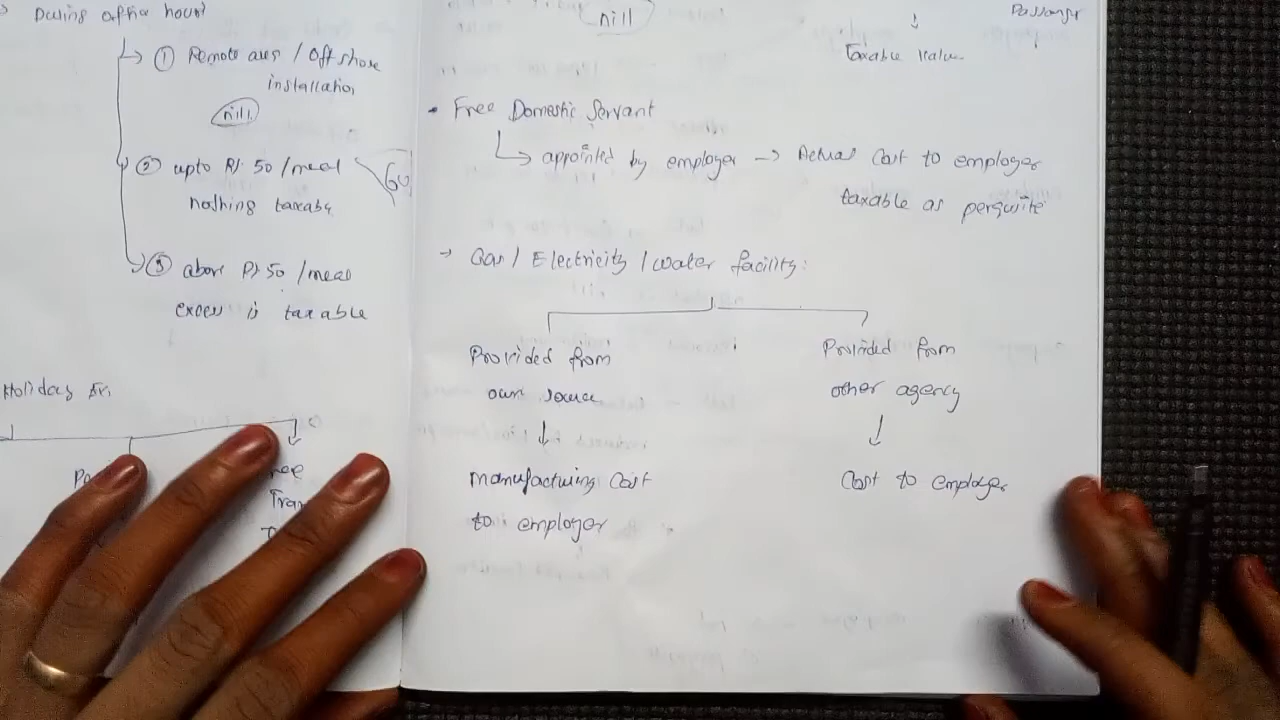 During office hours
① Remote area / Off shore
installation
nill
② upto Rs 50 /meal
nothing taxable
③ above Rs 50 /meal
excess is taxable
Holiday
nill
Passanger
Taxable value
Free Domestic Servant
appointed by employer → Actual Cost to employer
taxable as perquisite
→ Gas / Electricity / water facility:
Provided from
own source
Manufacturing Cost
to employer
Provided from
other agency
Cost to employer